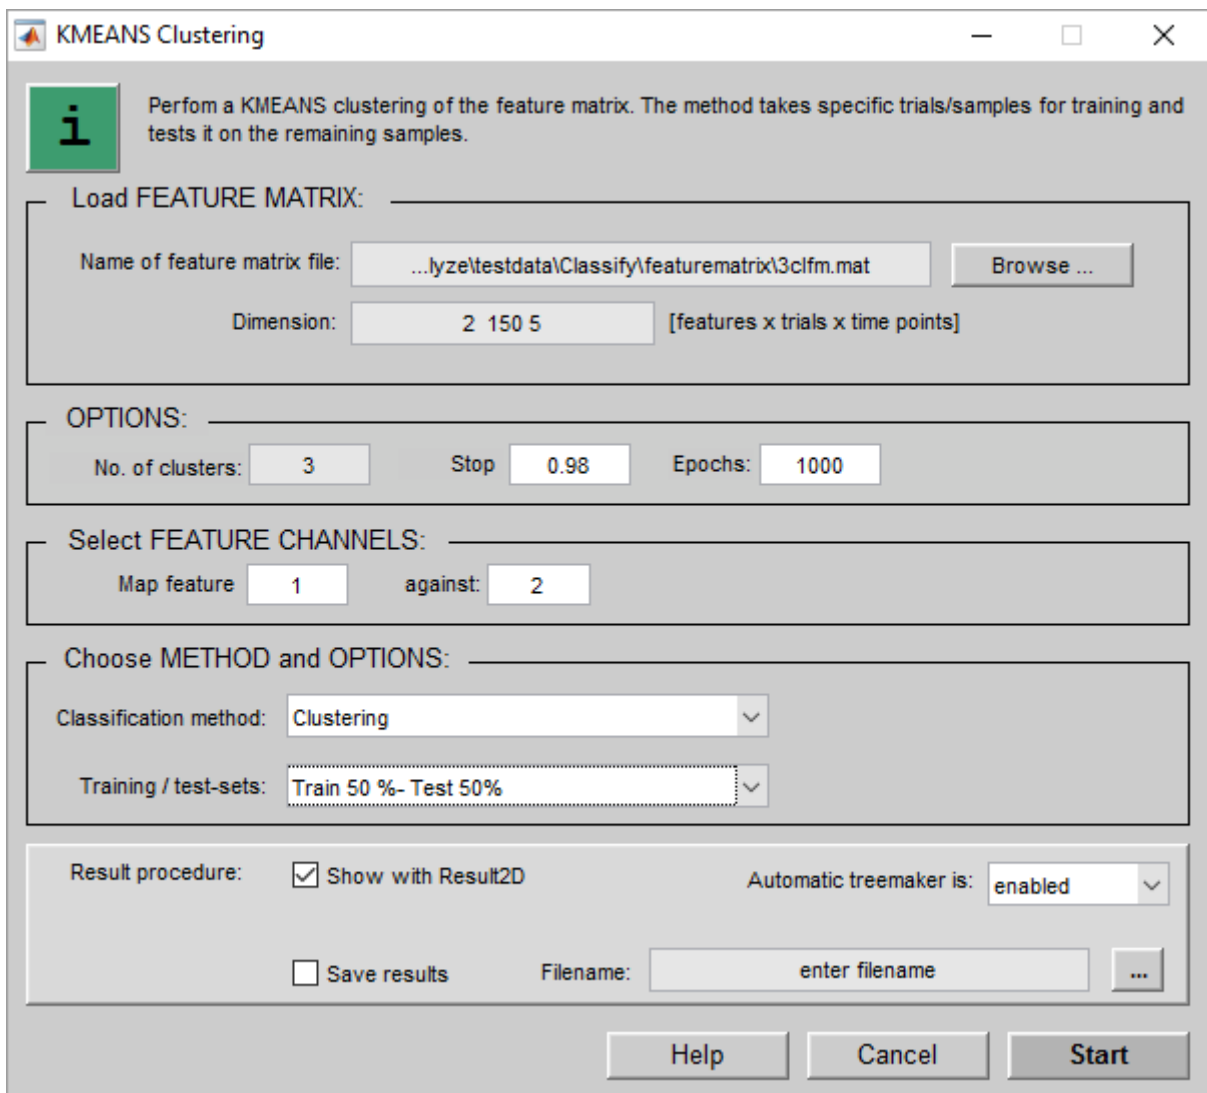 KMEANS Clustering
i
Perfom a KMEANS clustering of the feature matrix. The method takes specific trials/samples for training and
tests it on the remaining samples.
Load FEATURE MATRIX:
Name of feature matrix file: ...lyze\testdata\Classify\featurematrix\3clfm.mat Browse ...
Dimension: 2 150 5 [features x trials x time points]
OPTIONS:
No. of clusters: 3 Stop 0.98 Epochs: 1000
Select FEATURE CHANNELS:
Map feature 1 against: 2
Choose METHOD and OPTIONS:
Classification method: Clustering
Training / test-sets: Train 50 %- Test 50%
Result procedure: Show with Result2D Automatic treemaker is: enabled
Save results Filename: enter filename ...
Help Cancel Start